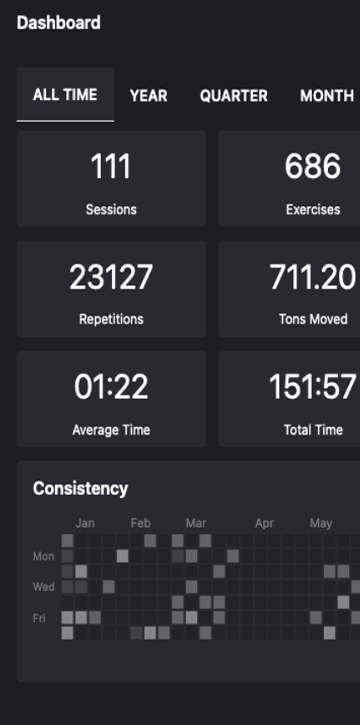 Dashboard
ALL TIME YEAR QUARTER MONTH
111 686
Sessions Exercises
23127 711.20
Repetitions Tons Moved
01:22 151:57
Average Time Total Time
Consistency
Jan Feb Mar Apr May
Mon
Wed
Fri